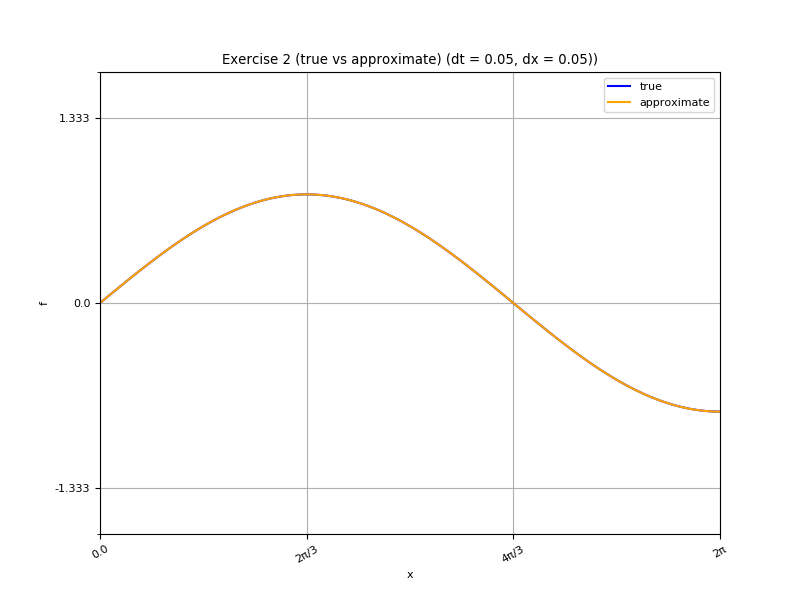 Exercise 2 (true vs approximate) (dt = 0.05, dx = 0.05))
true
approximate
1.333
0.0
-1.333
f
0.0
2π/3
4π/3
2π
x